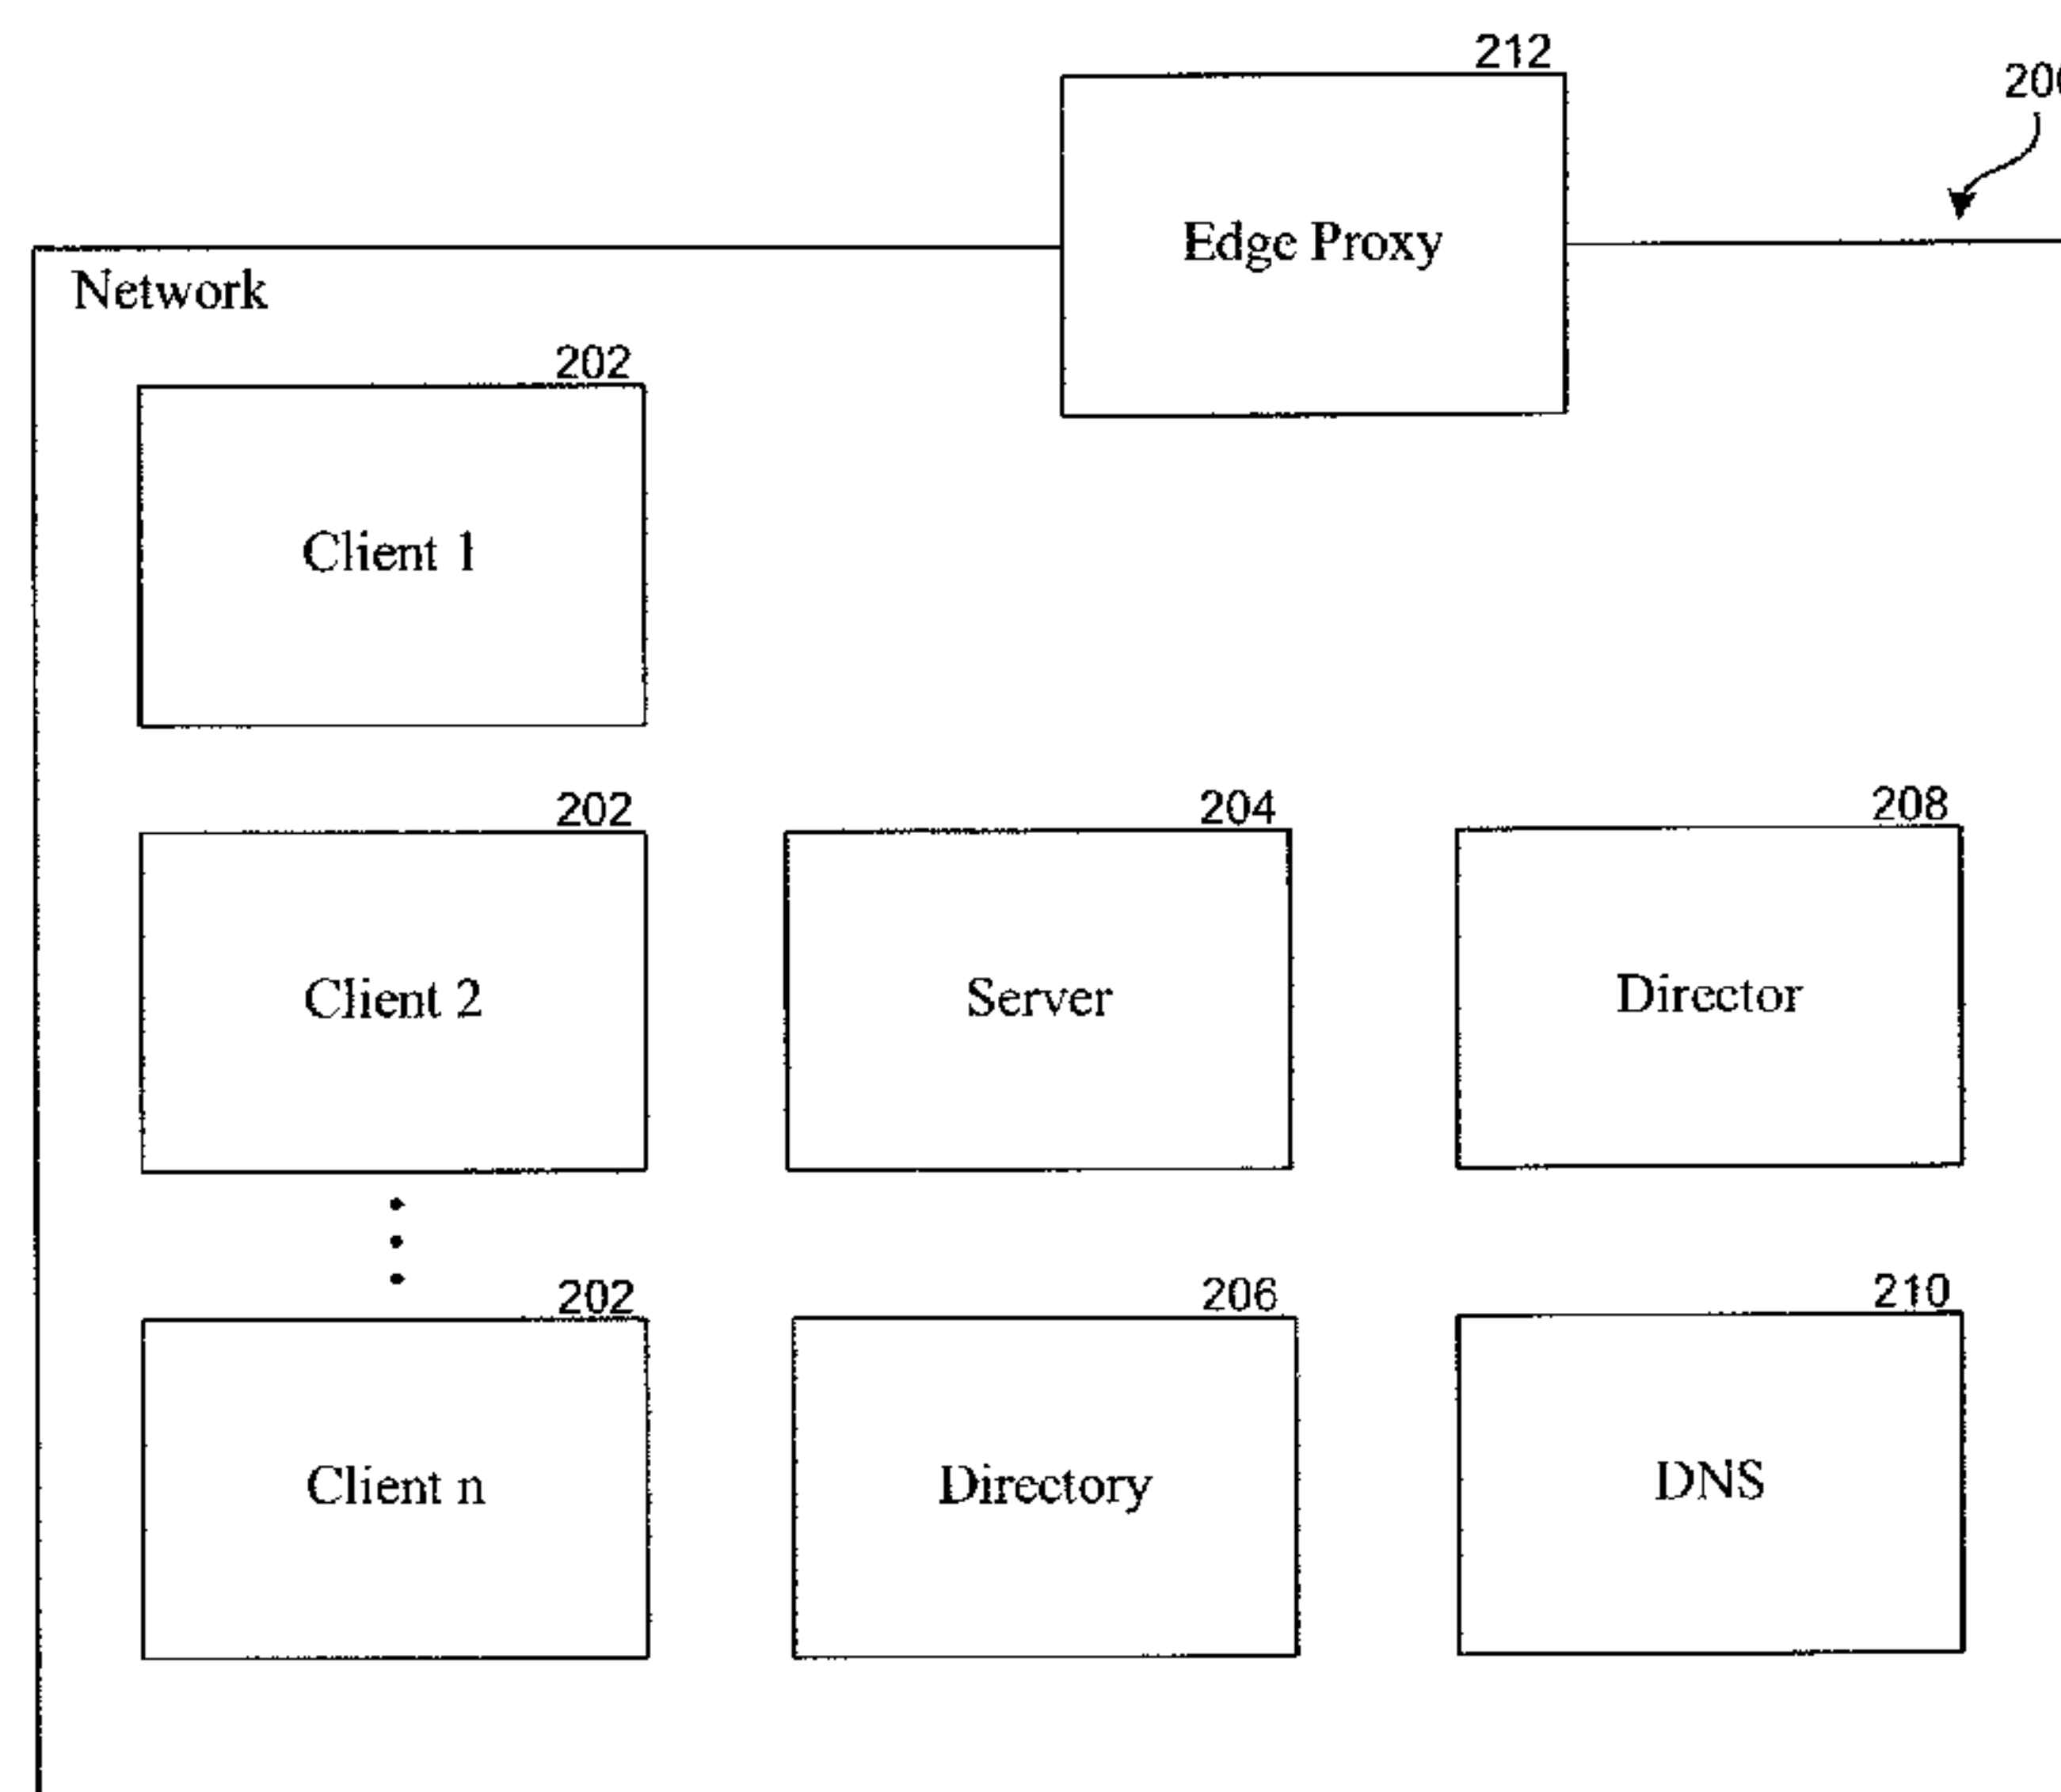 212
Edge Proxy
Network
202
Client 1
202
Client 2
204
Server
208
Director
202
Client n
206
Directory
210
DNS